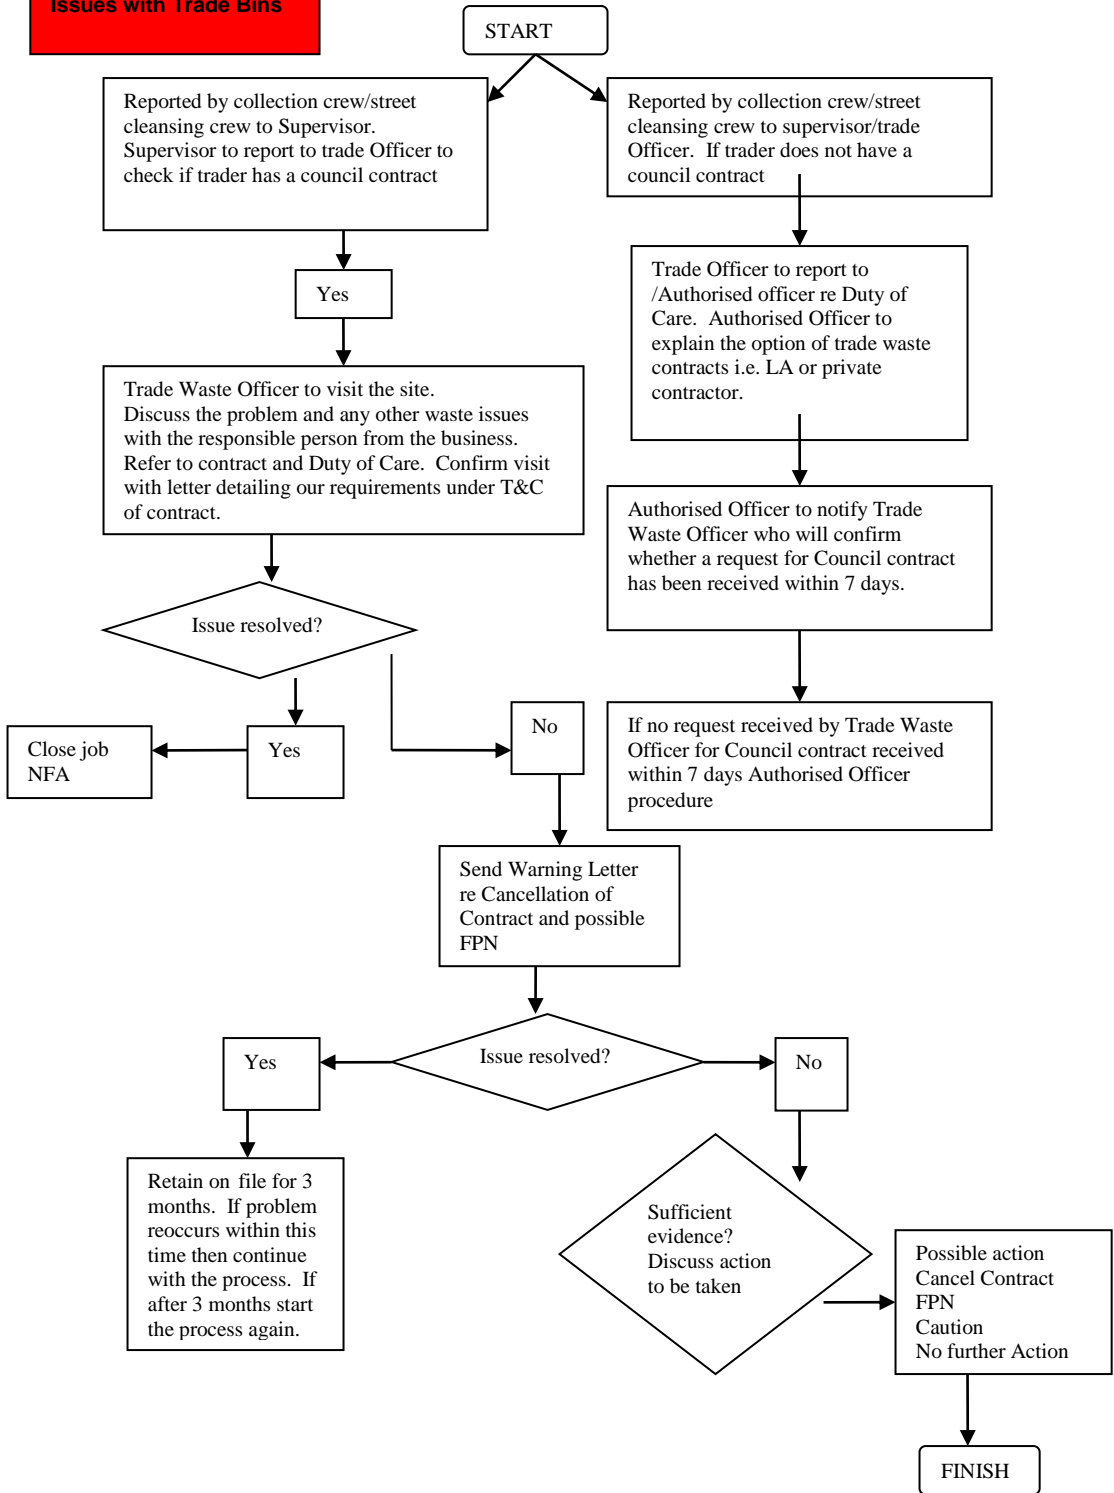 Issues with Trade Bins
START
Reported by collection crew/street
cleansing crew to Supervisor.
Supervisor to report to trade Officer to
check if trader has a council contract
Reported by collection crew/street
cleansing crew to supervisor/trade
Officer. If trader does not have a
council contract
Yes
Trade Officer to report to
/Authorised officer re Duty of
Care. Authorised Officer to
explain the option of trade waste
contracts i.e. LA or private
contractor.
Trade Waste Officer to visit the site.
Discuss the problem and any other waste issues
with the responsible person from the business.
Refer to contract and Duty of Care. Confirm visit
with letter detailing our requirements under T&C
of contract.
Authorised Officer to notify Trade
Waste Officer who will confirm
whether a request for Council contract
has been received within 7 days.
Issue resolved?
Close job
NFA
Yes
No
If no request received by Trade Waste
Officer for Council contract received
within 7 days Authorised Officer
procedure
Send Warning Letter
re Cancellation of
Contract and possible
FPN
Yes
Issue resolved?
No
Retain on file for 3
months. If problem
reoccurs within this
time then continue
with the process. If
after 3 months start
the process again.
Sufficient
evidence?
Discuss action
to be taken
Possible action
Cancel Contract
FPN
Caution
No further Action
FINISH